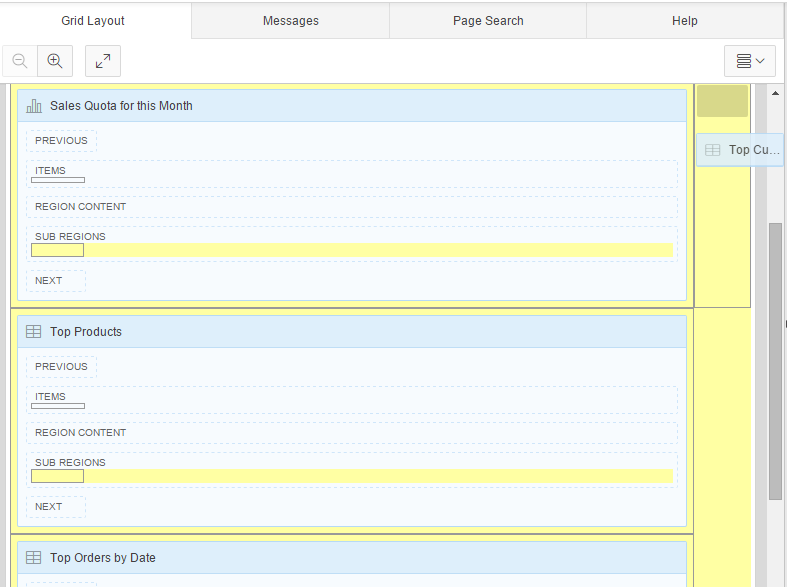 Grid Layout Messages Page Search Help
Sales Quota for this Month
PREVIOUS
Top Cu...
ITEMS
REGION CONTENT
SUB REGIONS
NEXT
Top Products
PREVIOUS
ITEMS
REGION CONTENT
SUB REGIONS
NEXT
Top Orders by Date